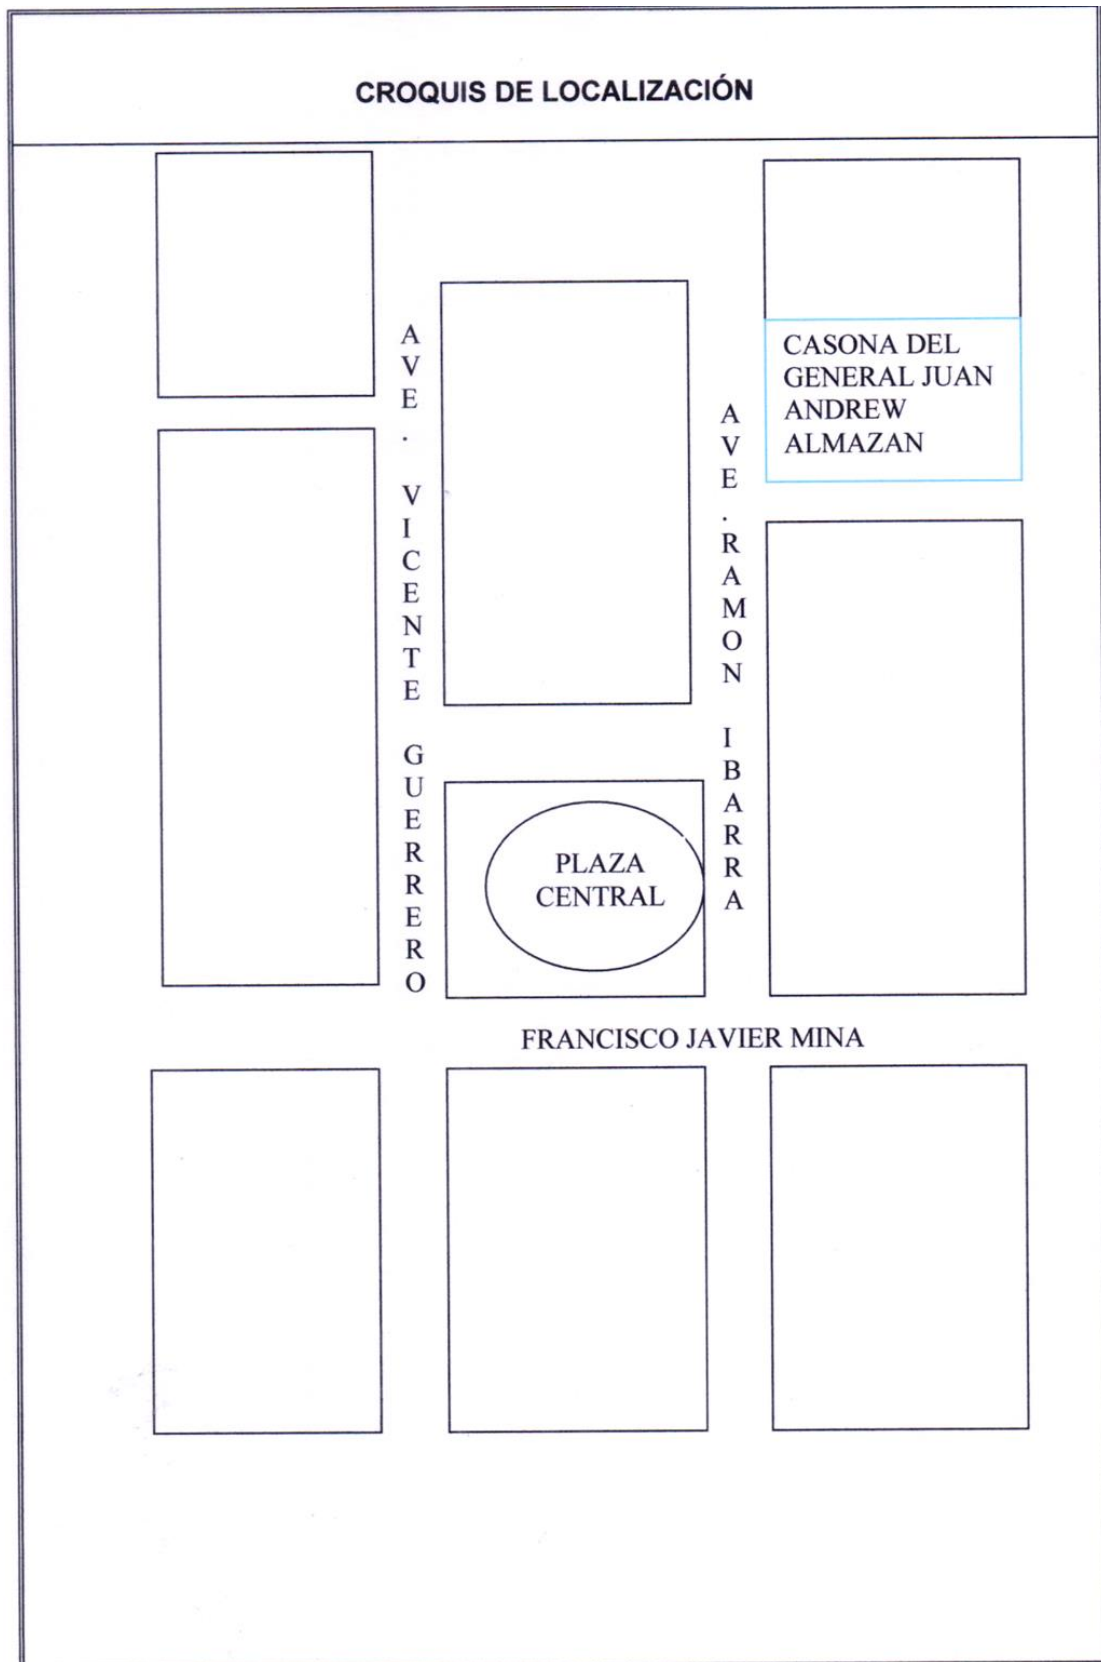 CROQUIS DE LOCALIZACIÓN
AVE. VICENTE GUERRERO
AVE.RAMON IBARRA
CASONA DEL
GENERAL JUAN
ANDREW
ALMAZAN
PLAZA
CENTRAL
FRANCISCO JAVIER MINA